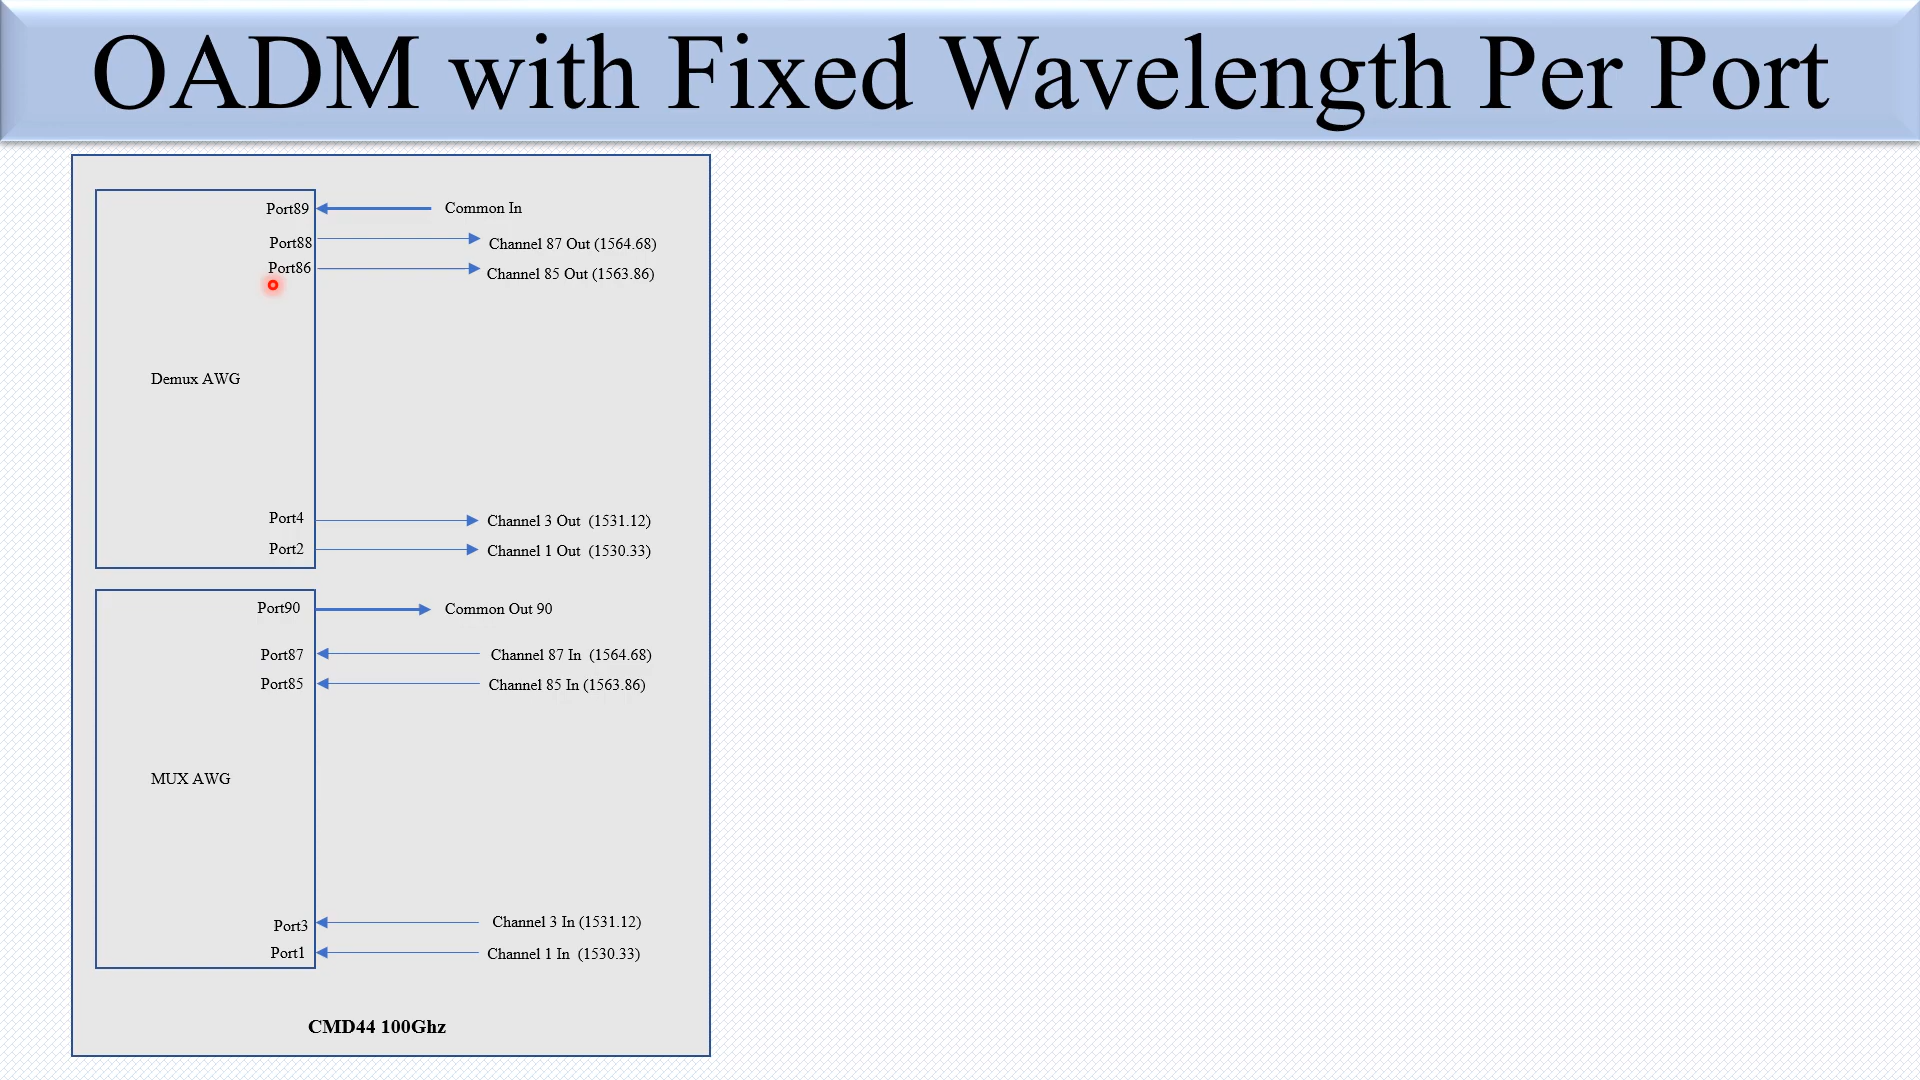 OADM with Fixed Wavelength Per Port
Port89 Common In
Port88 Channel 87 Out (1564.68)
Port86 Channel 85 Out (1563.86)
Demux AWG
Port4 Channel 3 Out (1531.12)
Port2 Channel 1 Out (1530.33)
Port90 Common Out 90
Port87 Channel 87 In (1564.68)
Port85 Channel 85 In (1563.86)
MUX AWG
Port3 Channel 3 In (1531.12)
Port1 Channel 1 In (1530.33)
CMD44 100Ghz